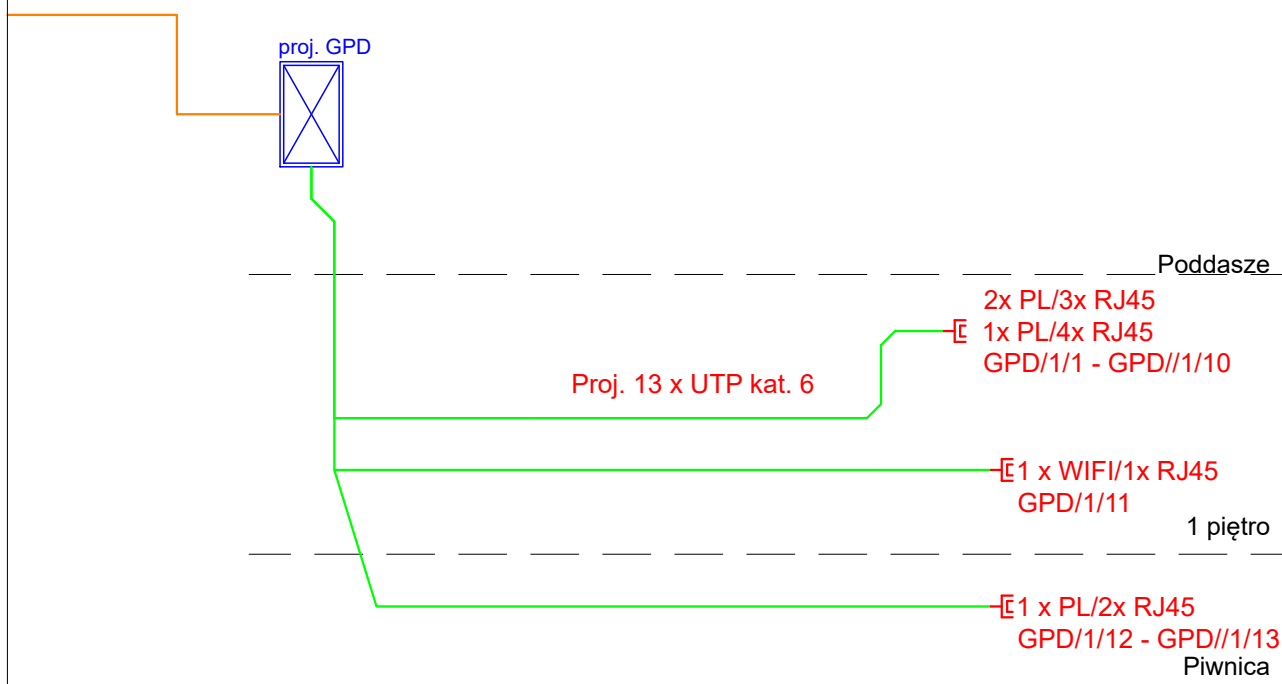 proj. GPD
Poddasze
2x PL/3x RJ45
1x PL/4x RJ45
GPD/1/1 - GPD//1/10
Proj. 13 x UTP kat. 6
1 x WIFI/1x RJ45
GPD/1/11
1 piętro
1 x PL/2x RJ45
GPD/1/12 - GPD//1/13
Piwnica